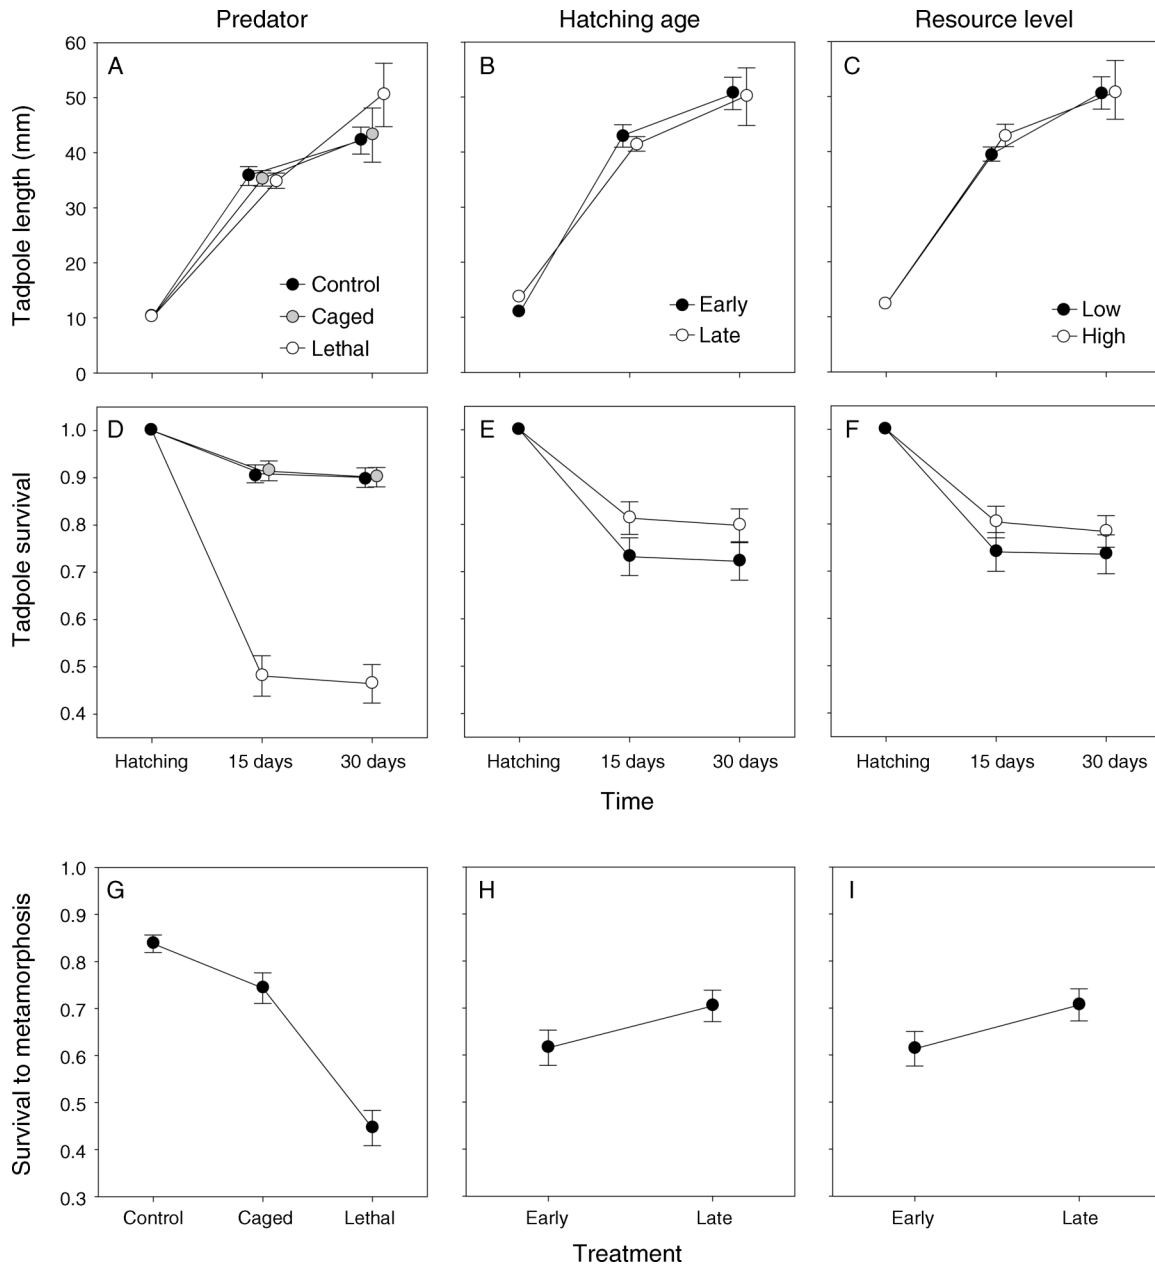 Predator Hatching age Resource level
Tadpole length (mm)
60
50
40
30
20
10
0
A
Control
Caged
Lethal
B
Early
Late
C
Low
High
Tadpole survival
1.0
0.9
0.8
0.7
0.6
0.5
0.4
D
E
F
Hatching 15 days 30 days
Hatching 15 days 30 days
Hatching 15 days 30 days
Time
Survival to metamorphosis
1.0
0.9
0.8
0.7
0.6
0.5
0.4
0.3
G
H
I
Control Caged Lethal
Early Late
Early Late
Treatment